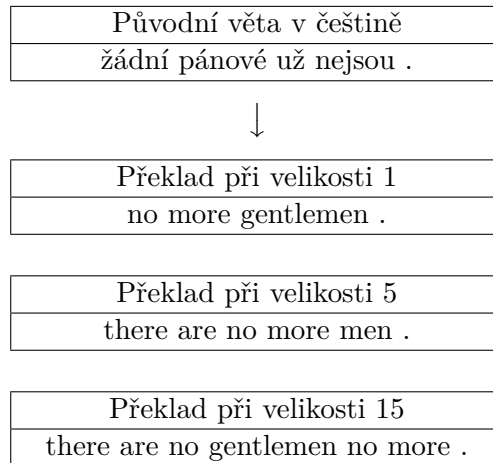 Původní věta v češtině
žádní pánové už nejsou .
↓
Překlad při velikosti 1
no more gentlemen .
Překlad při velikosti 5
there are no more men .
Překlad při velikosti 15
there are no gentlemen no more .